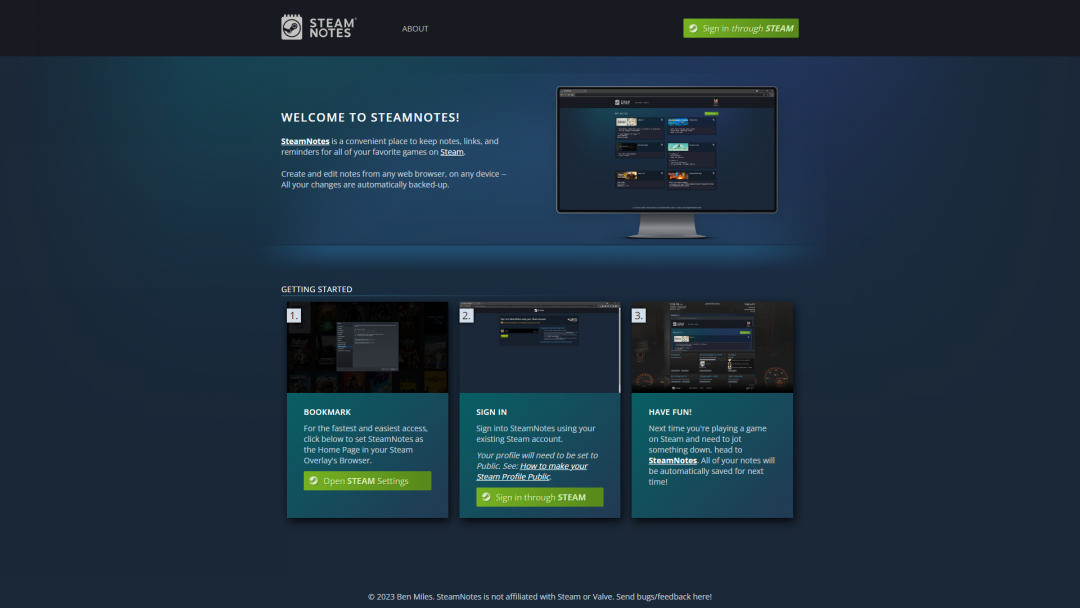 STEAM
NOTES
ABOUT
Sign in through STEAM
WELCOME TO STEAMNOTES!
SteamNotes is a convenient place to keep notes, links, and
reminders for all of your favorite games on Steam.
Create and edit notes from any web browser, on any device –
All your changes are automatically backed-up.
GETTING STARTED
1.
2.
3.
BOOKMARK
For the fastest and easiest access,
click below to set SteamNotes as
the Home Page in your Steam
Overlay's Browser.
Open STEAM Settings
SIGN IN
Sign into SteamNotes using your
existing Steam account.
Your profile will need to be set to
Public. See: How to make your
Steam Profile Public.
Sign in through STEAM
HAVE FUN!
Next time you're playing a game
on Steam and need to jot
something down, head to
SteamNotes. All of your notes will
be automatically saved for next
time!
© 2023 Ben Miles. SteamNotes is not affiliated with Steam or Valve. Send bugs/feedback here!